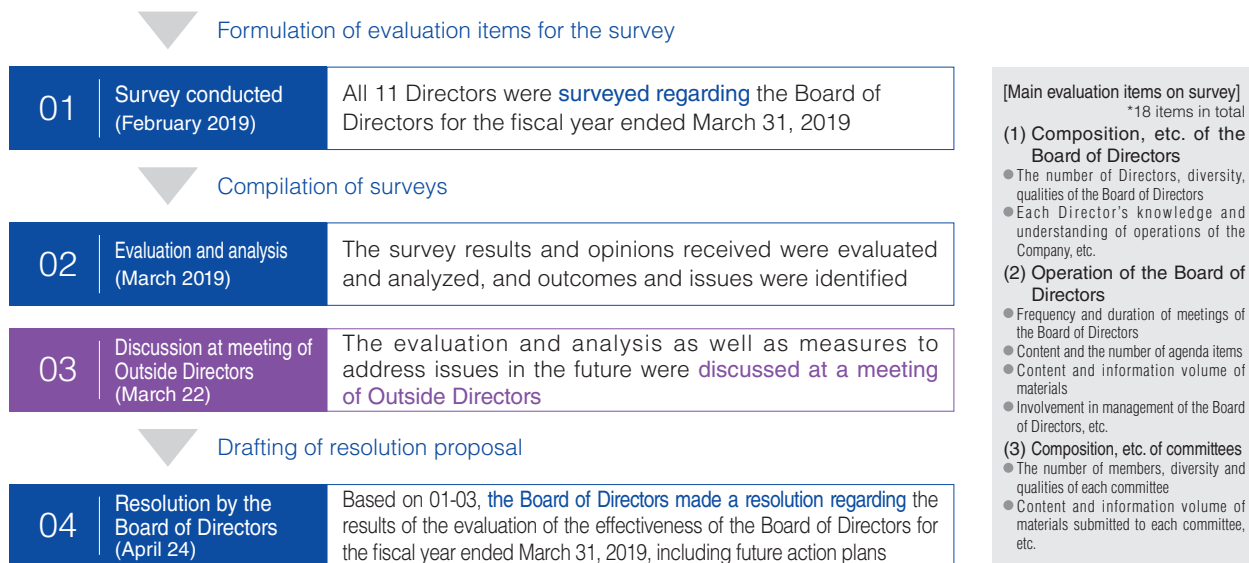 Formulation of evaluation items for the survey
01
Survey conducted
(February 2019)
All 11 Directors were surveyed regarding the Board of
Directors for the fiscal year ended March 31, 2019
Compilation of surveys
02
Evaluation and analysis
(March 2019)
The survey results and opinions received were evaluated
and analyzed, and outcomes and issues were identified
03
Discussion at meeting of
Outside Directors
(March 22)
The evaluation and analysis as well as measures to
address issues in the future were discussed at a meeting
of Outside Directors
Drafting of resolution proposal
04
Resolution by the
Board of Directors
(April 24)
Based on 01-03, the Board of Directors made a resolution regarding the
results of the evaluation of the effectiveness of the Board of Directors for
the fiscal year ended March 31, 2019, including future action plans
[Main evaluation items on survey]
*18 items in total
(1) Composition, etc. of the
Board of Directors
● The number of Directors, diversity,
qualities of the Board of Directors
● Each Director's knowledge and
understanding of operations of the
Company, etc.
(2) Operation of the Board of
Directors
● Frequency and duration of meetings of
the Board of Directors
● Content and the number of agenda items
● Content and information volume of
materials
● Involvement in management of the Board
of Directors, etc.
(3) Composition, etc. of committees
● The number of members, diversity and
qualities of each committee
● Content and information volume of
materials submitted to each committee,
etc.